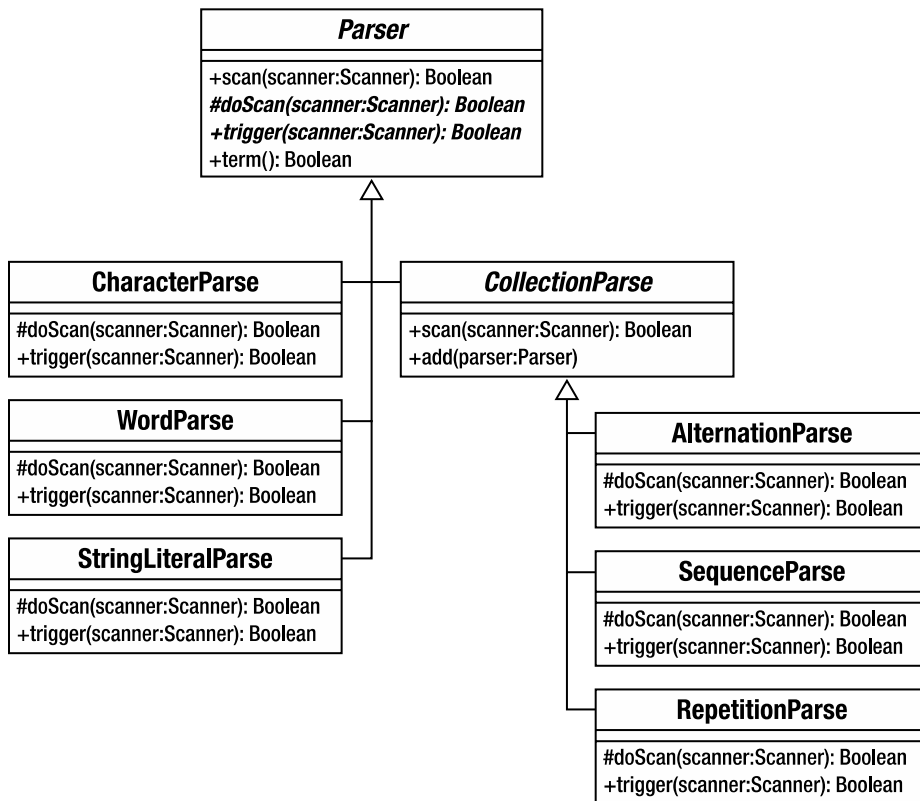 Parser
+scan(scanner:Scanner): Boolean
#doScan(scanner:Scanner): Boolean
+trigger(scanner:Scanner): Boolean
+term(): Boolean
CharacterParse
#doScan(scanner:Scanner): Boolean
+trigger(scanner:Scanner): Boolean
CollectionParse
+scan(scanner:Scanner): Boolean
+add(parser:Parser)
WordParse
#doScan(scanner:Scanner): Boolean
+trigger(scanner:Scanner): Boolean
AlternationParse
#doScan(scanner:Scanner): Boolean
+trigger(scanner:Scanner): Boolean
StringLiteralParse
#doScan(scanner:Scanner): Boolean
+trigger(scanner:Scanner): Boolean
SequenceParse
#doScan(scanner:Scanner): Boolean
+trigger(scanner:Scanner): Boolean
RepetitionParse
#doScan(scanner:Scanner): Boolean
+trigger(scanner:Scanner): Boolean